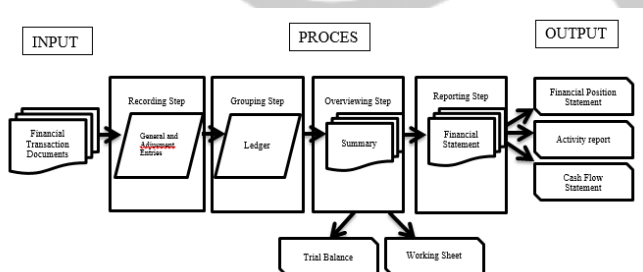 INPUT
PROCES
OUTPUT
Financial
Transaction
Documents
Recording Step
General and
Adjusment
Entries
Grouping Step
Ledger
Overviewing Step
Summary
Reporting Step
Financial
Statement
Financial Position
Statement
Activity report
Cash Flow
Statement
Trial Balance
Working Sheet